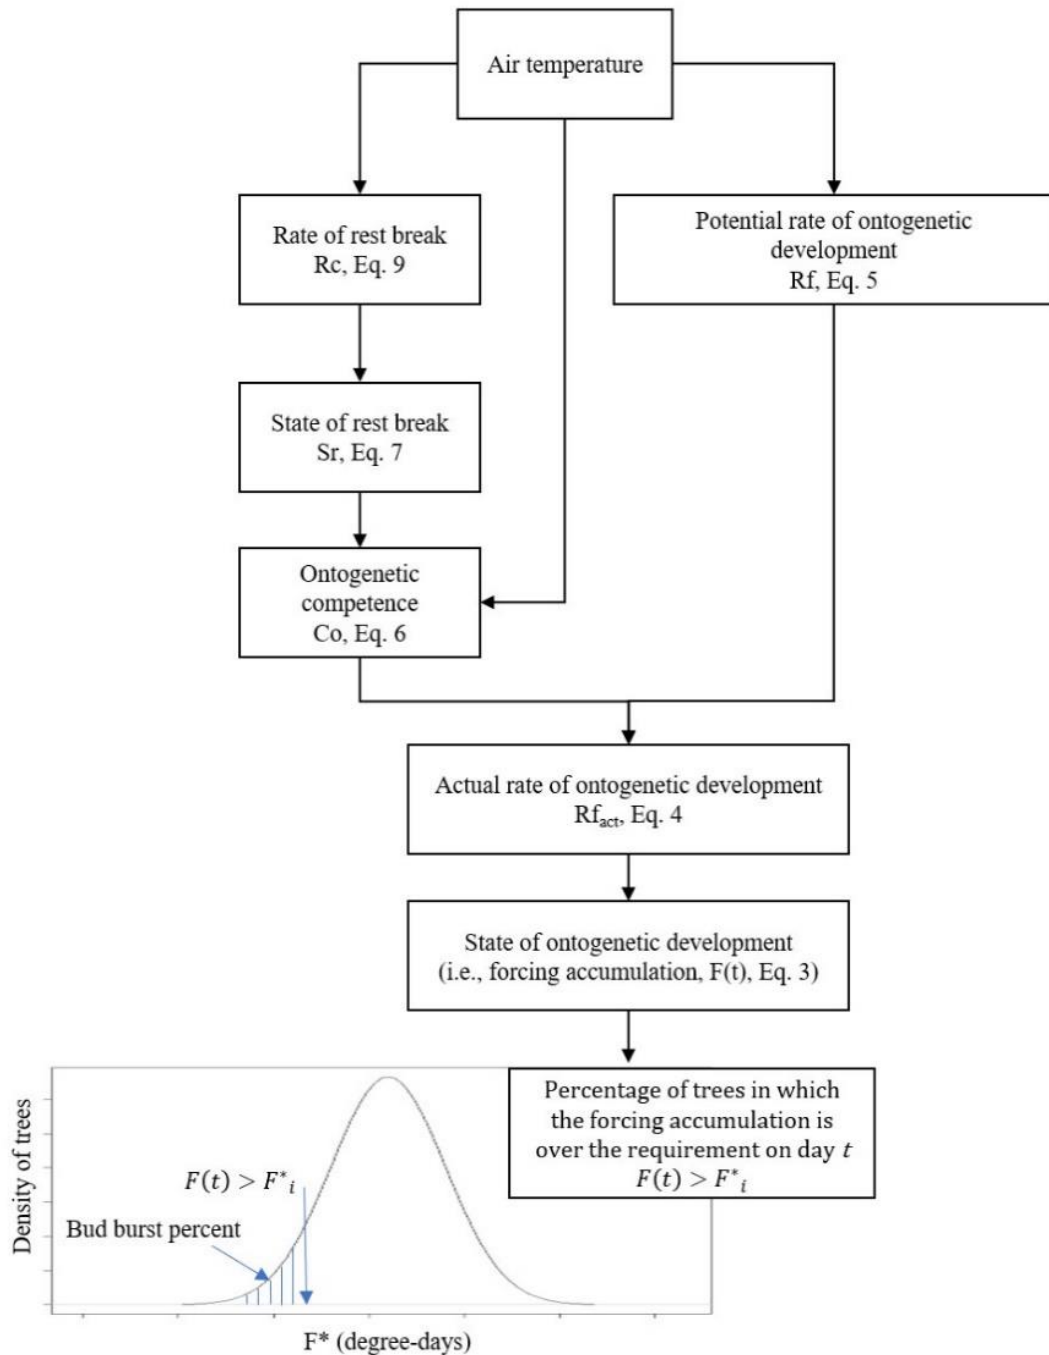 Air temperature
Rate of rest break
Rc, Eq. 9
Potential rate of ontogenetic
development
Rf, Eq. 5
State of rest break
Sr, Eq. 7
Ontogenetic
competence
Co, Eq. 6
Actual rate of ontogenetic development
Rfact, Eq. 4
State of ontogenetic development
(i.e., forcing accumulation, F(t), Eq. 3)
Percentage of trees in which
the forcing accumulation is
over the requirement on day t
F(t) > F*i
Density of trees
F(t) > F*i
Bud burst percent
F* (degree-days)